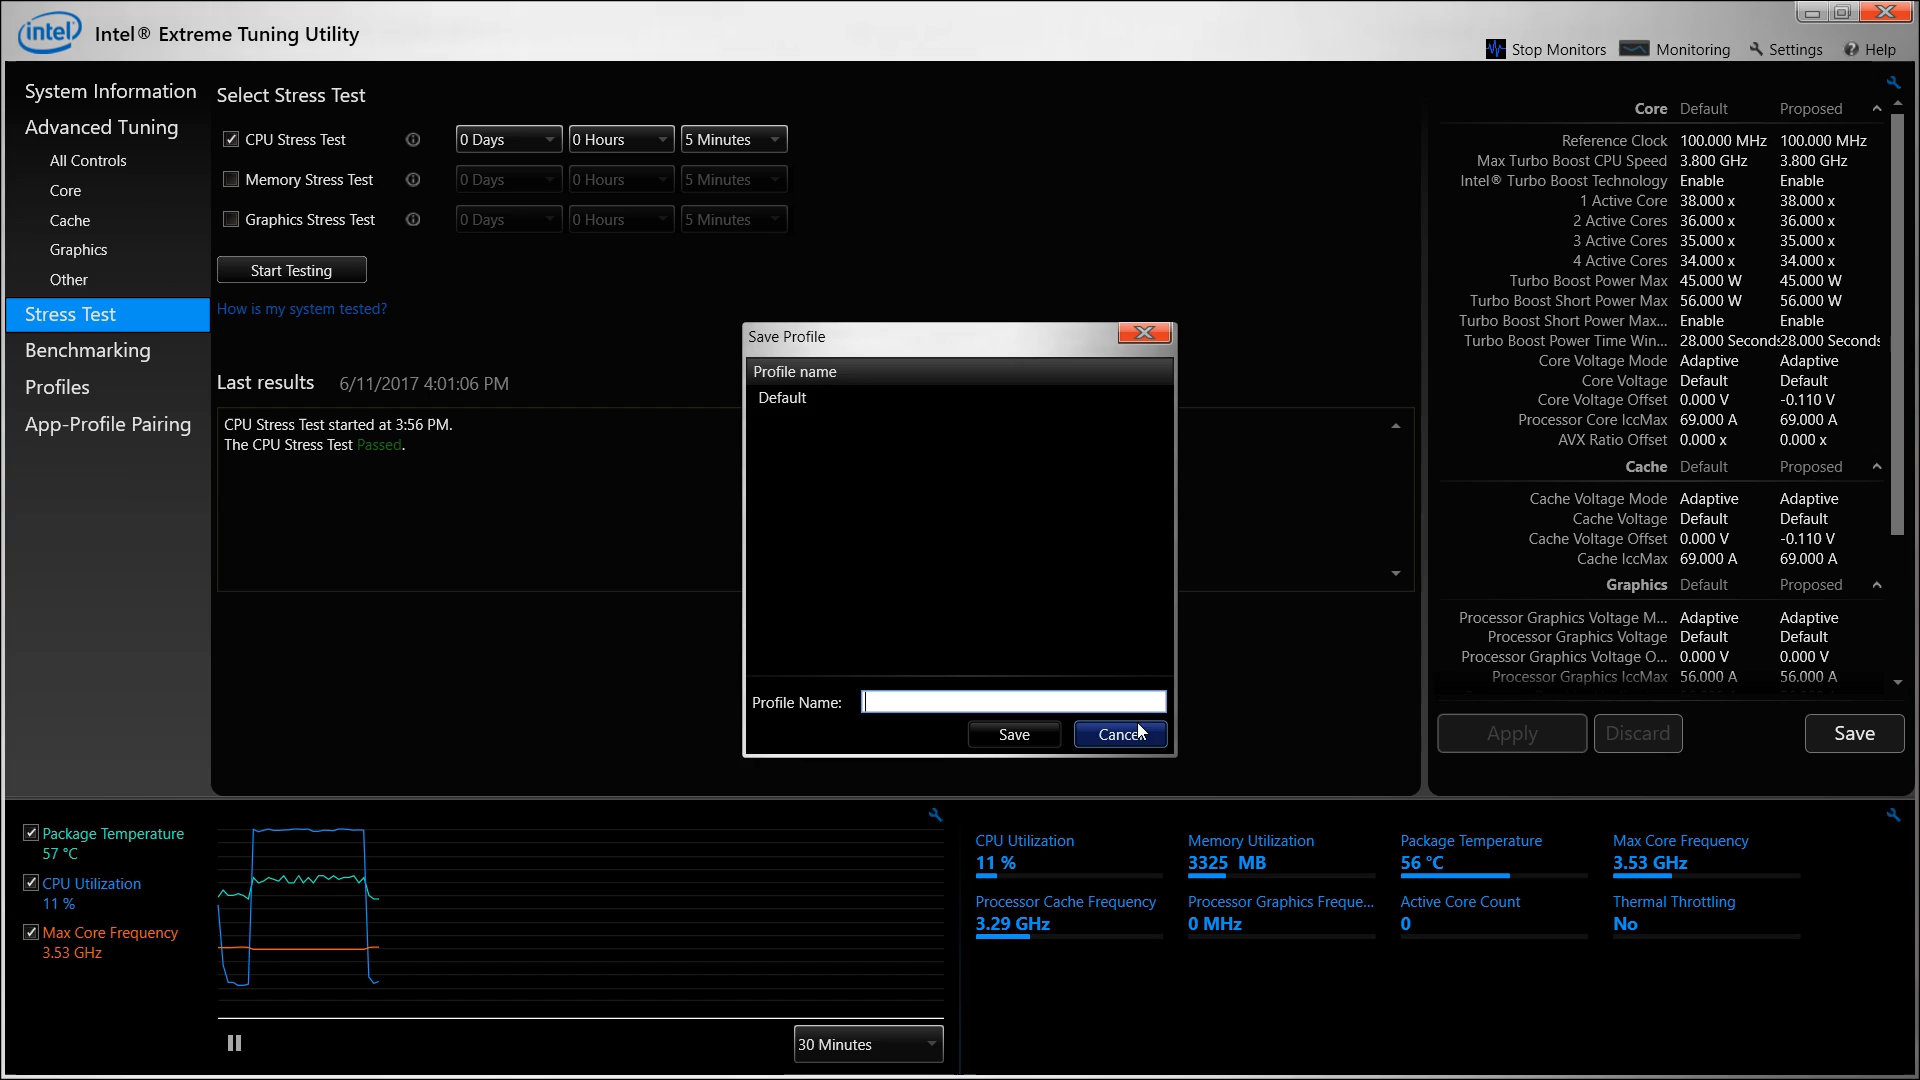 intel Intel® Extreme Tuning Utility
Stop Monitors Monitoring Settings Help
System Information
Advanced Tuning
All Controls
Core
Cache
Graphics
Other
Stress Test
Benchmarking
Profiles
App-Profile Pairing
Select Stress Test
CPU Stress Test 0 Days 0 Hours 5 Minutes
Memory Stress Test 0 Days 0 Hours 5 Minutes
Graphics Stress Test 0 Days 0 Hours 5 Minutes
Start Testing
How is my system tested?
Last results 6/11/2017 4:01:06 PM
CPU Stress Test started at 3:56 PM.
The CPU Stress Test Passed.
Save Profile
Profile name
Default
Profile Name:
Save Cancel
Core Default Proposed
Reference Clock 100.000 MHz 100.000 MHz
Max Turbo Boost CPU Speed 3.800 GHz 3.800 GHz
Intel® Turbo Boost Technology Enable Enable
1 Active Core 38.000 x 38.000 x
2 Active Cores 36.000 x 36.000 x
3 Active Cores 35.000 x 35.000 x
4 Active Cores 34.000 x 34.000 x
Turbo Boost Power Max 45.000 W 45.000 W
Turbo Boost Short Power Max 56.000 W 56.000 W
Turbo Boost Short Power Max... Enable Enable
Turbo Boost Power Time Win... 28.000 Seconds 28.000 Seconds
Core Voltage Mode Adaptive Adaptive
Core Voltage Default Default
Core Voltage Offset 0.000 V -0.110 V
Processor Core IccMax 69.000 A 69.000 A
AVX Ratio Offset 0.000 x 0.000 x
Cache Default Proposed
Cache Voltage Mode Adaptive Adaptive
Cache Voltage Default Default
Cache Voltage Offset 0.000 V -0.110 V
Cache IccMax 69.000 A 69.000 A
Graphics Default Proposed
Processor Graphics Voltage M... Adaptive Adaptive
Processor Graphics Voltage Default Default
Processor Graphics Voltage O... 0.000 V 0.000 V
Processor Graphics IccMax 56.000 A 56.000 A
Apply Discard Save
Package Temperature
57 °C
CPU Utilization
11 %
Max Core Frequency
3.53 GHz
30 Minutes
CPU Utilization Memory Utilization Package Temperature Max Core Frequency
11 % 3325 MB 56 °C 3.53 GHz
Processor Cache Frequency Processor Graphics Freque... Active Core Count Thermal Throttling
3.29 GHz 0 MHz 0 No